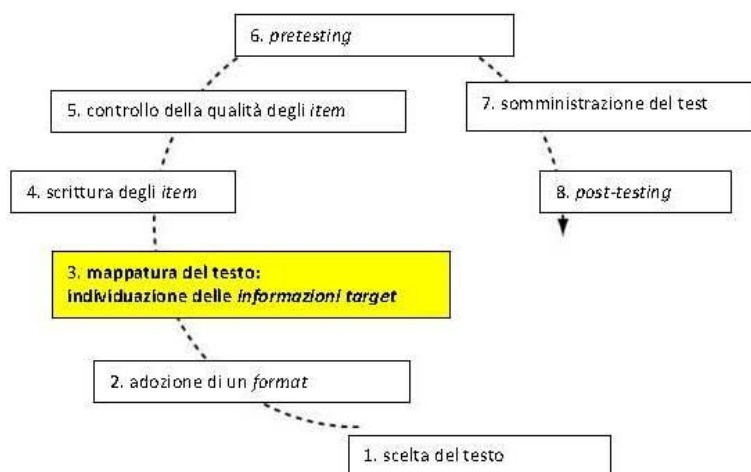 6. pretesting
5. controllo della qualità degli item
7. somministrazione del test
4. scrittura degli item
8. post-testing
3. mappatura del testo:
individuazione delle informazioni target
2. adozione di un format
1. scelta del testo